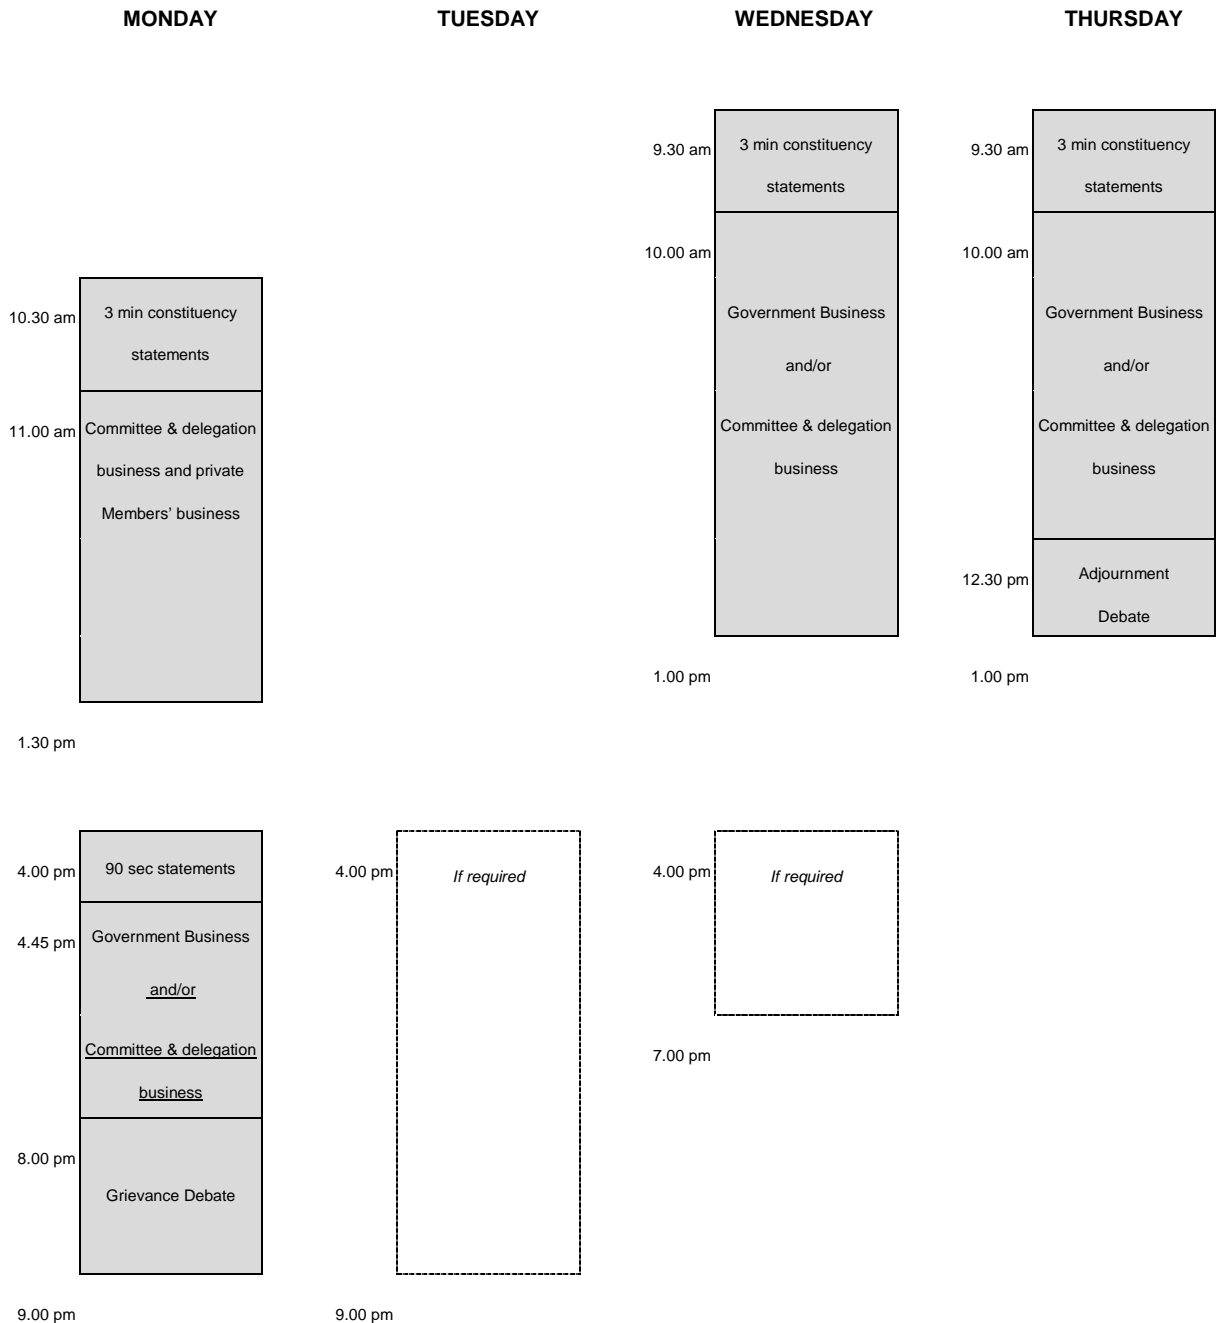 MONDAY
TUESDAY
WEDNESDAY
THURSDAY
10.30 am
3 min constituency
statements
11.00 am
Committee & delegation
business and private
Members’ business
1.30 pm
4.00 pm
90 sec statements
4.45 pm
Government Business
and/or
Committee & delegation
business
8.00 pm
Grievance Debate
9.00 pm
4.00 pm
If required
9.00 pm
9.30 am
3 min constituency
statements
10.00 am
Government Business
and/or
Committee & delegation
business
1.00 pm
4.00 pm
If required
7.00 pm
9.30 am
3 min constituency
statements
10.00 am
Government Business
and/or
Committee & delegation
business
12.30 pm
Adjournment
Debate
1.00 pm